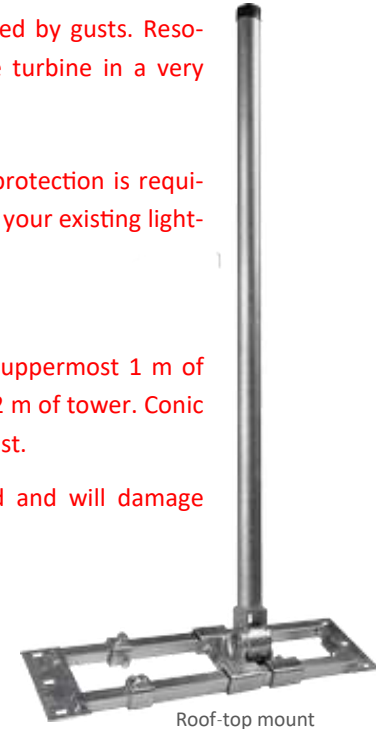 ed by gusts. Reso-
e turbine in a very
protection is requi-
your existing light-
uppermost 1 m of
2 m of tower. Conic
st.
d and will damage
Roof-top mount